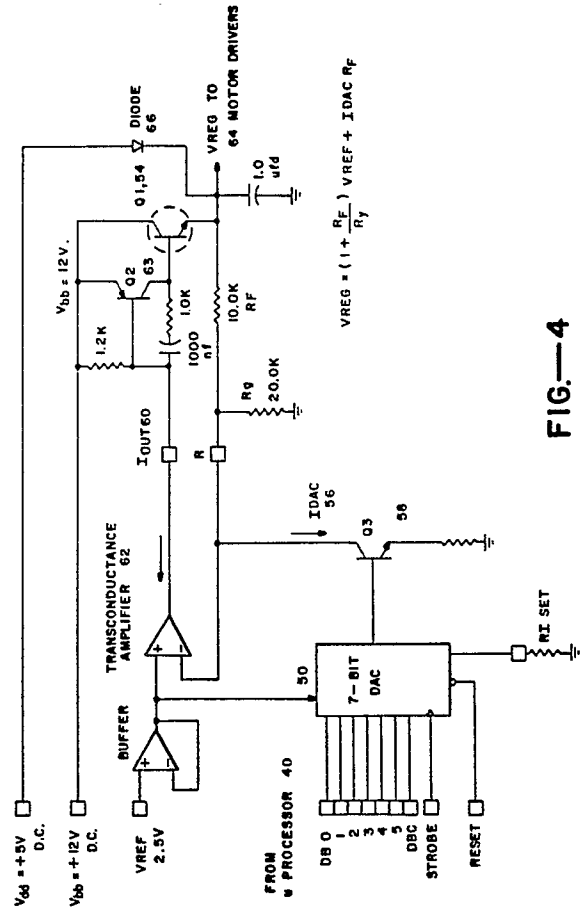 Vdd = +5V
D.C.
Vbb = +12V
D.C.
Vbb = 12V.
DIODE
66
Q1,54
Q2
63
1.2K
1.0K
1000
nf
VREG TO
64 MOTOR DRIVERS
1.0
ufd
10.0K
RF
Rg
20.0K
IOUT60
R
TRANSCONDUCTANCE
AMPLIFIER 62
BUFFER
VREF
2.5V
IDAC
56
Q3
58
50
7-BIT
DAC
FROM
u PROCESSOR 40
DB 0
1
2
3
4
5
DBC
STROBE
RESET
RI SET
VREG = (1 + RF/Ry) VREF + IDAC RF
FIG.—4